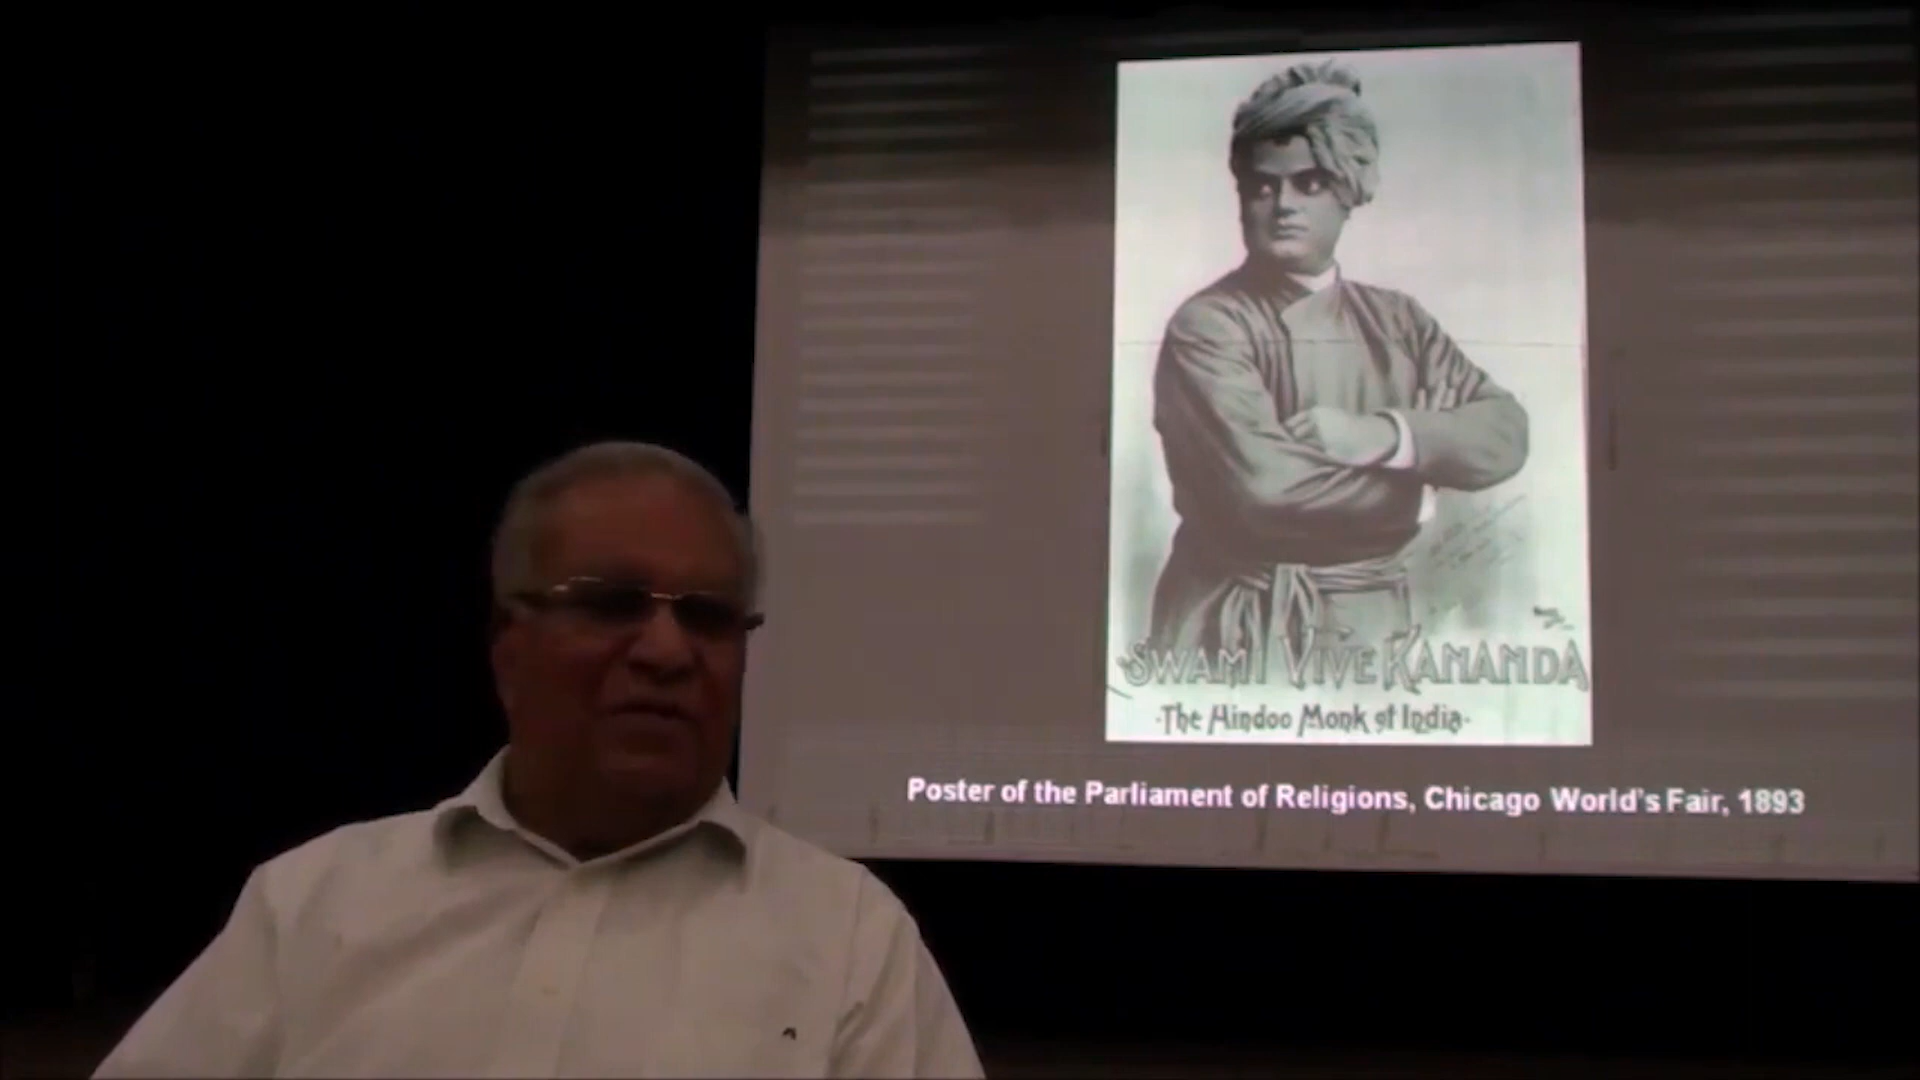 SWAMI VIVEKANANDA
·The Hindoo Monk of India·
Poster of the Parliament of Religions, Chicago World's Fair, 1893